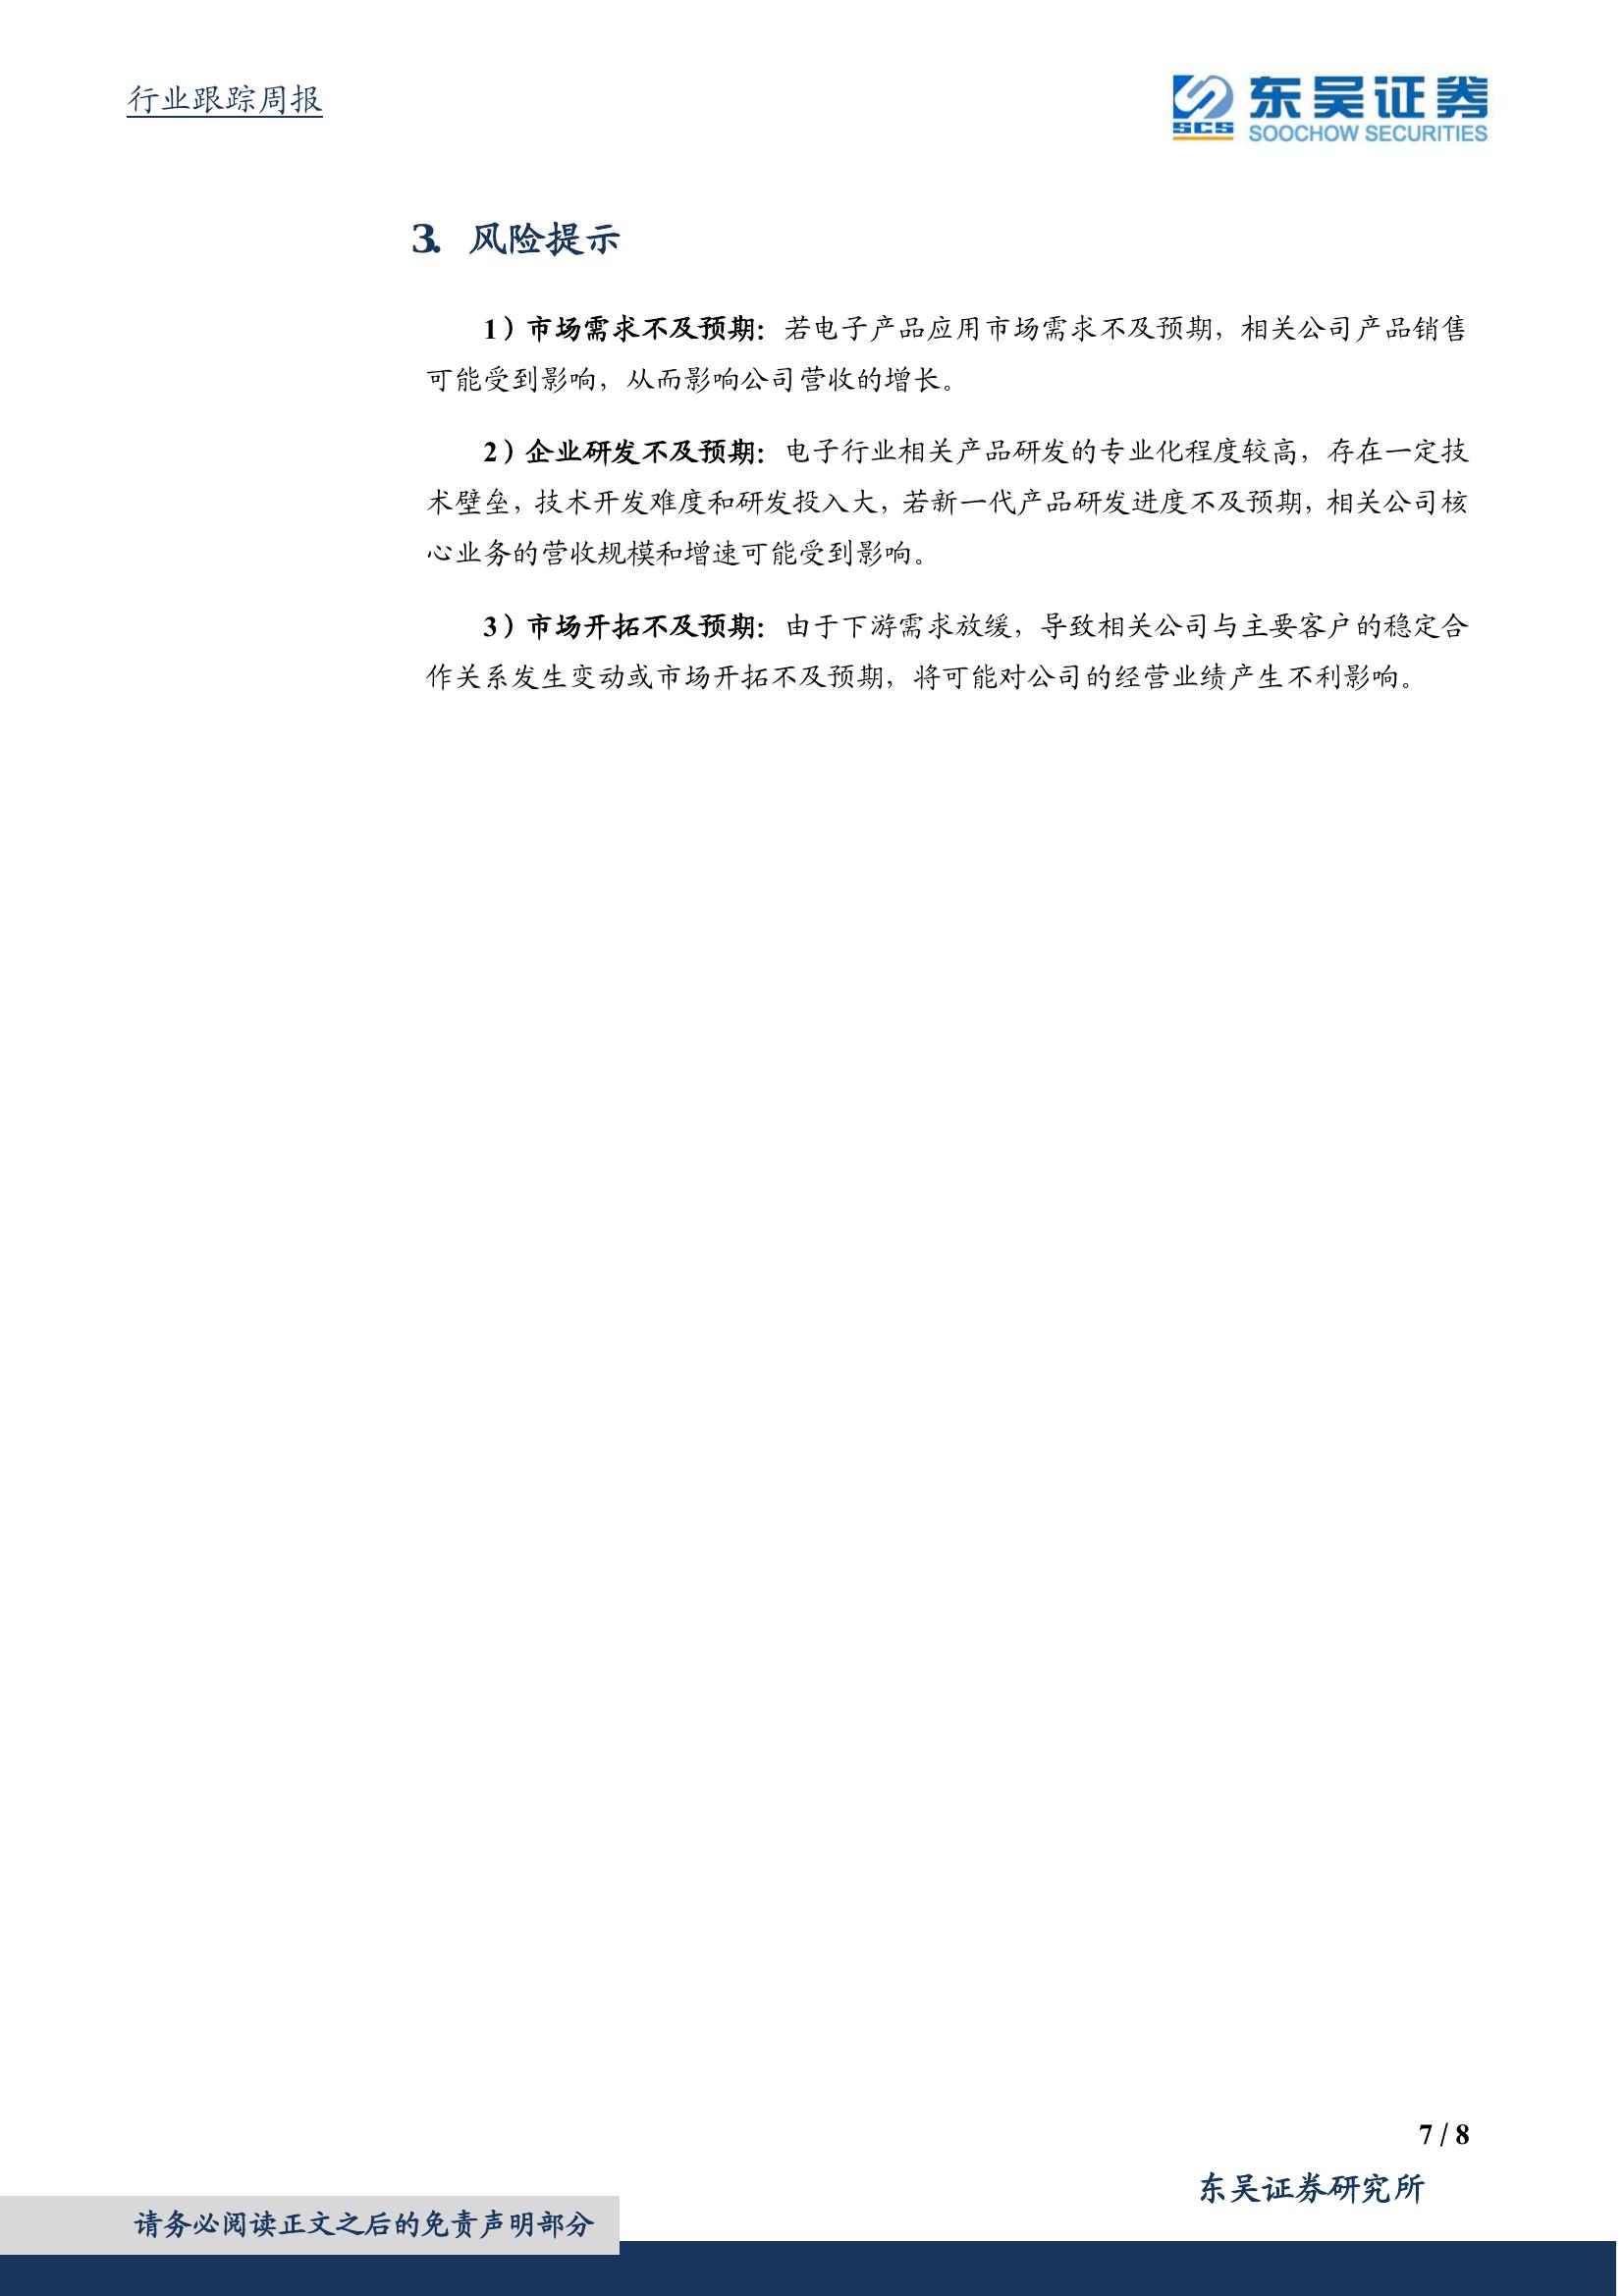 行业跟踪周报
东吴证券
SCS
SOOCHOW SECURITIES
3. 风险提示
1）市场需求不及预期：若电子产品应用市场需求不及预期，相关公司产品销售
可能受到影响，从而影响公司营收的增长。
2）企业研发不及预期：电子行业相关产品研发的专业化程度较高，存在一定技
术壁垒，技术开发难度和研发投入大，若新一代产品研发进度不及预期，相关公司核
心业务的营收规模和增速可能受到影响。
3）市场开拓不及预期：由于下游需求放缓，导致相关公司与主要客户的稳定合
作关系发生变动或市场开拓不及预期，将可能对公司的经营业绩产生不利影响。
7 / 8
东吴证券研究所
请务必阅读正文之后的免责声明部分